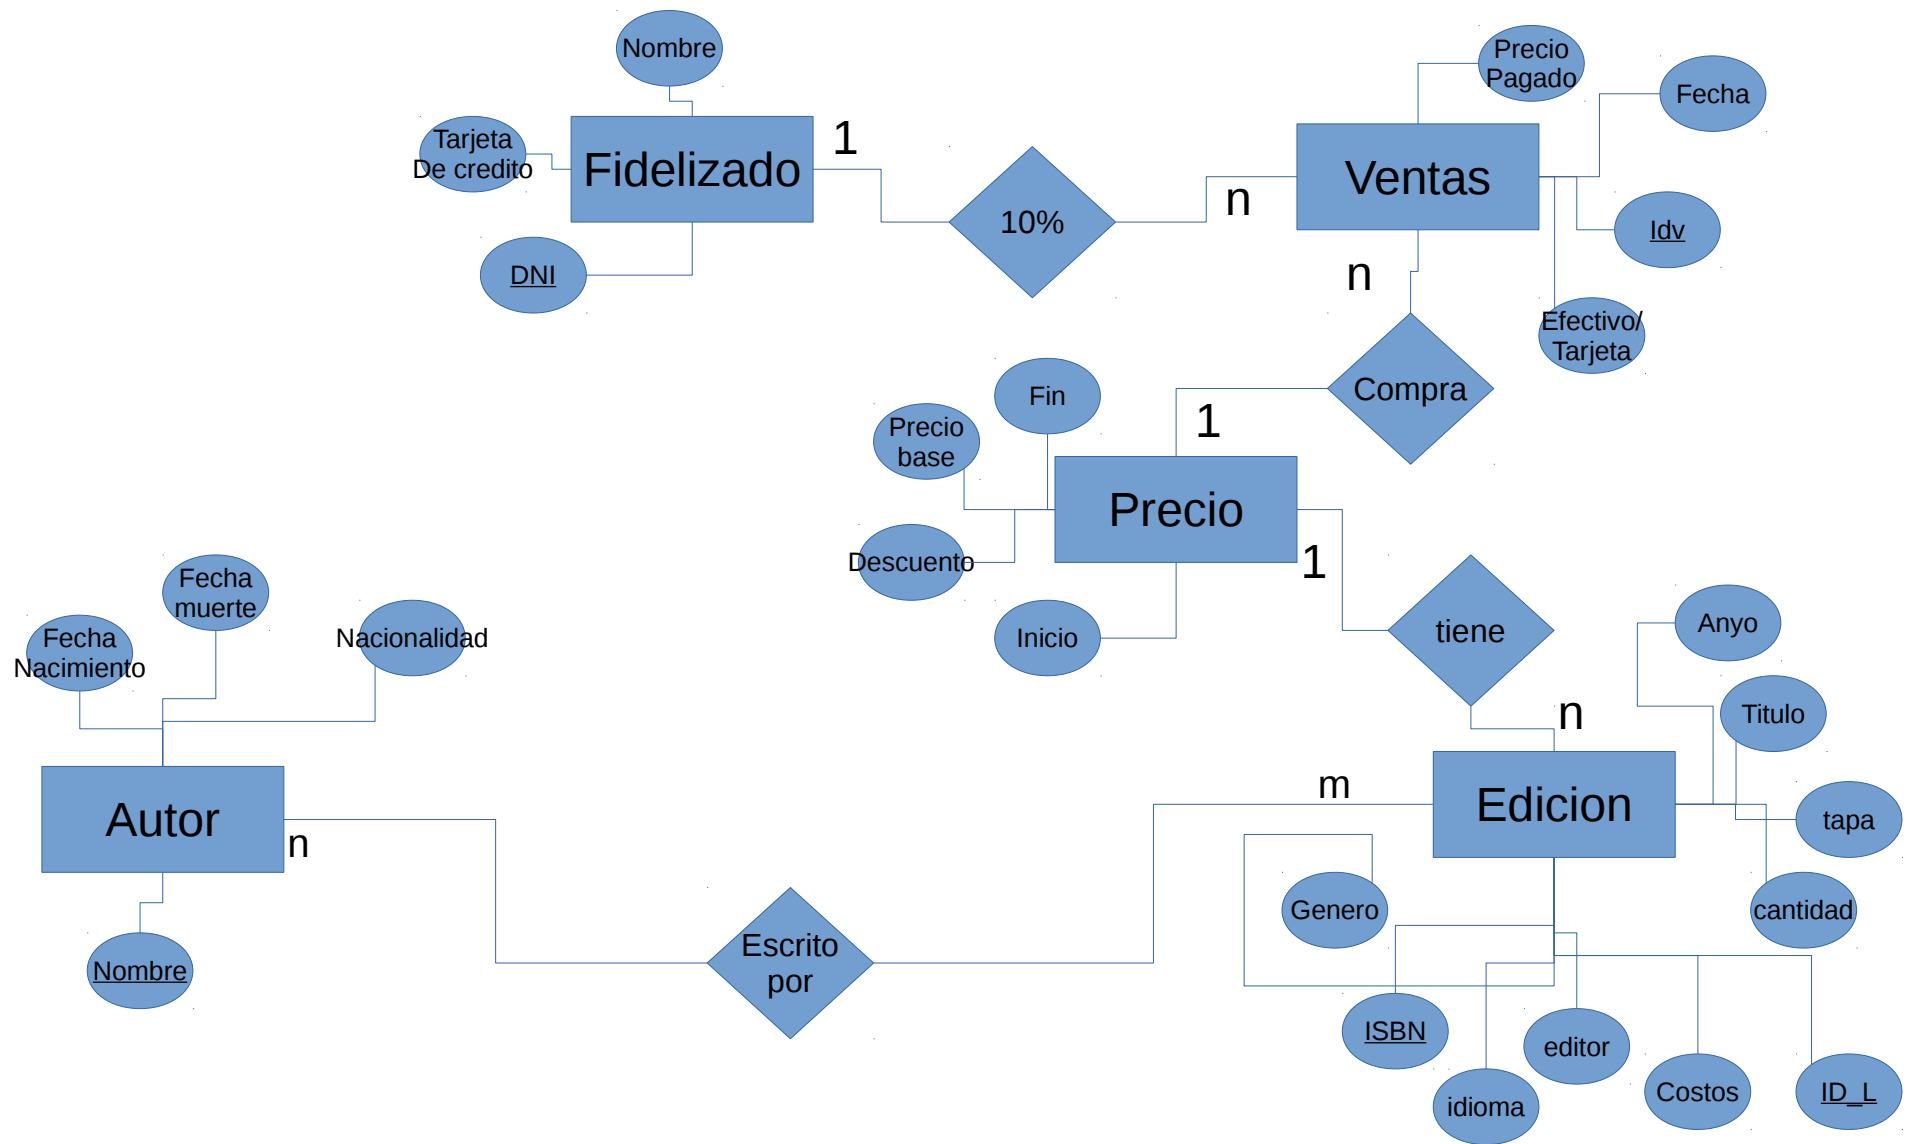 Nombre
Precio
Pagado
Fecha
Tarjeta
De credito
Fidelizado
1
10%
n
Ventas
Idv
DNI
n
Efectivo/
Tarjeta
Compra
Fin
Precio
base
1
Precio
Descuento
1
Inicio
tiene
Fecha
muerte
Fecha
Nacimiento
Nacionalidad
Anyo
Titulo
n
m
Edicion
tapa
Autor
n
Genero
cantidad
Escrito
por
Nombre
ISBN
editor
idioma
Costos
ID_L